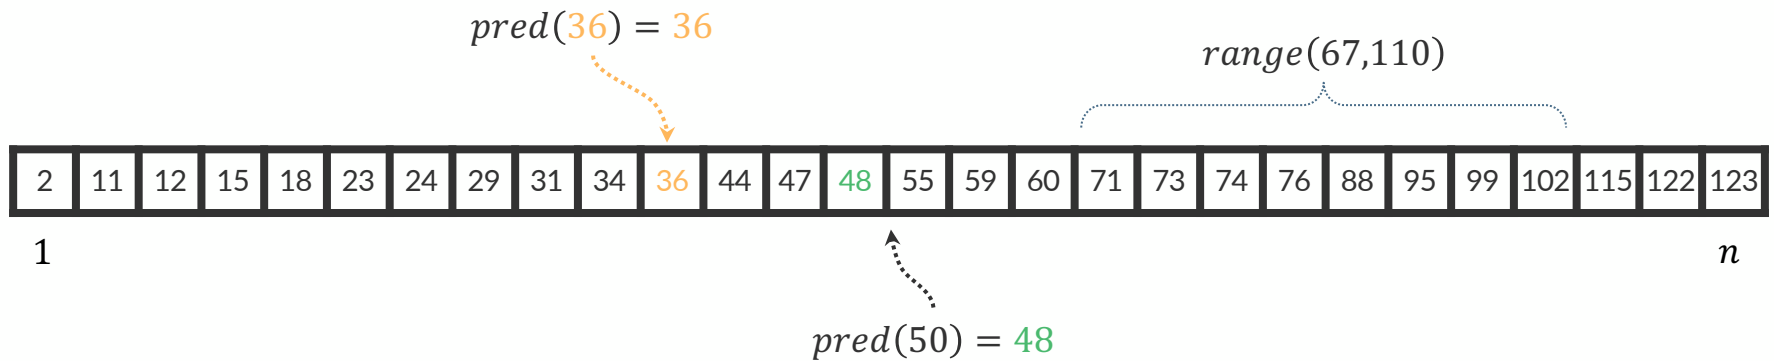 pred(36) = 36
range(67,110)
2 11 12 15 18 23 24 29 31 34 36 44 47 48 55 59 60 71 73 74 76 88 95 99 102 115 122 123
1 n
pred(50) = 48